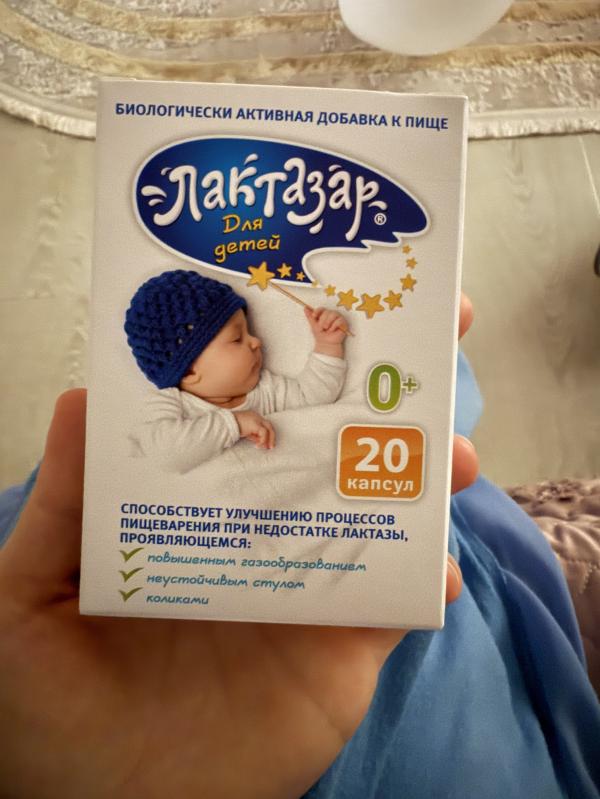 БИОЛОГИЧЕСКИ АКТИВНАЯ ДОБАВКА К ПИЩЕ
Лактазар®
Для
детей
0+
20
капсул
СПОСОБСТВУЕТ УЛУЧШЕНИЮ ПРОЦЕССОВ
ПИЩЕВАРЕНИЯ ПРИ НЕДОСТАТКЕ ЛАКТАЗЫ,
ПРОЯВЛЯЮЩЕМСЯ:
повышенным газообразованием
неустойчивым стулом
коликами